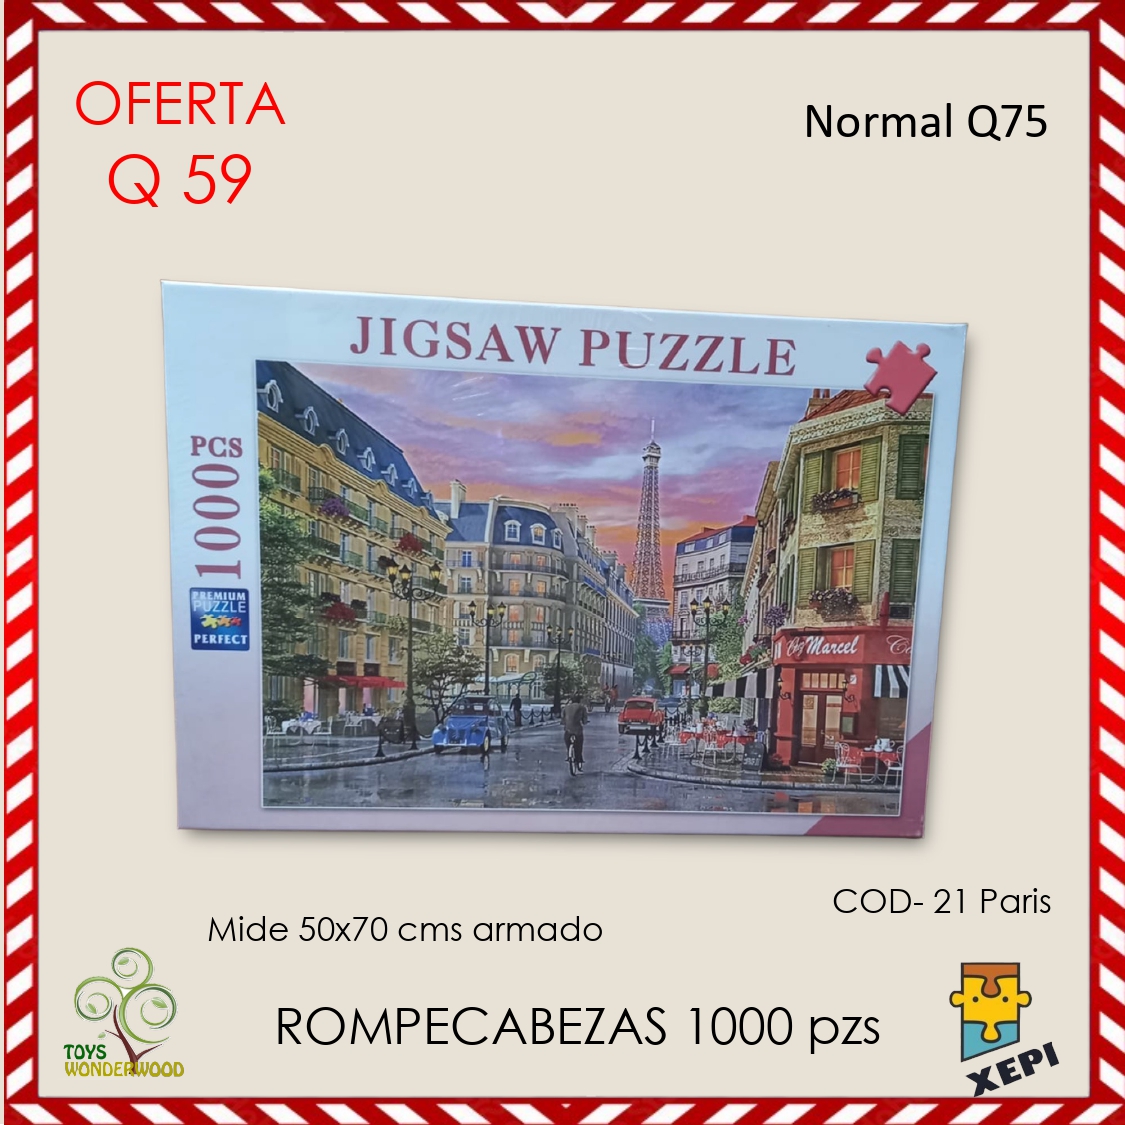 OFERTA
Q 59
Normal Q75
JIGSAW PUZZLE
PCS
1000
PREMIUM
PUZZLE
PERFECT
Marcel
COD- 21 Paris
Mide 50x70 cms armado
ROMPECABEZAS 1000 pzs
TOYS
WONDERWOOD
XEPI